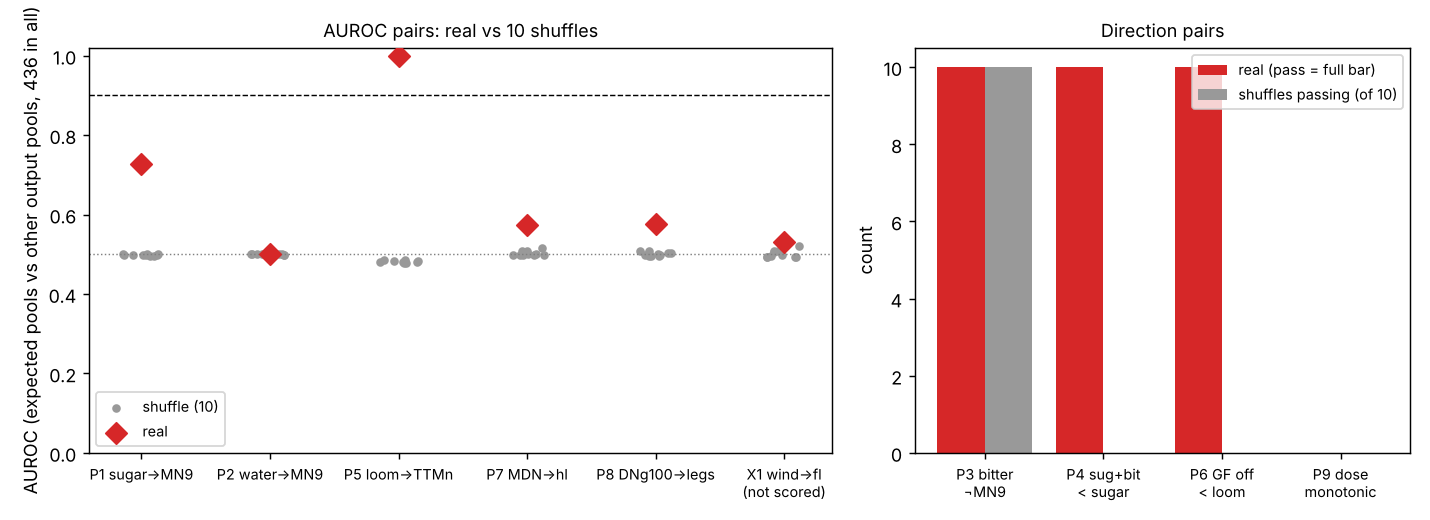 AUROC pairs: real vs 10 shuffles
AUROC (expected pools vs other output pools, 436 in all)
1.0
0.8
0.6
0.4
0.2
0.0
shuffle (10)
real
P1 sugar→MN9
P2 water→MN9
P5 loom→TTMn
P7 MDN→hl
P8 DNg100→legs
X1 wind→fl
(not scored)
Direction pairs
count
10
8
6
4
2
0
real (pass = full bar)
shuffles passing (of 10)
P3 bitter
¬MN9
P4 sug+bit
< sugar
P6 GF off
< loom
P9 dose
monotonic